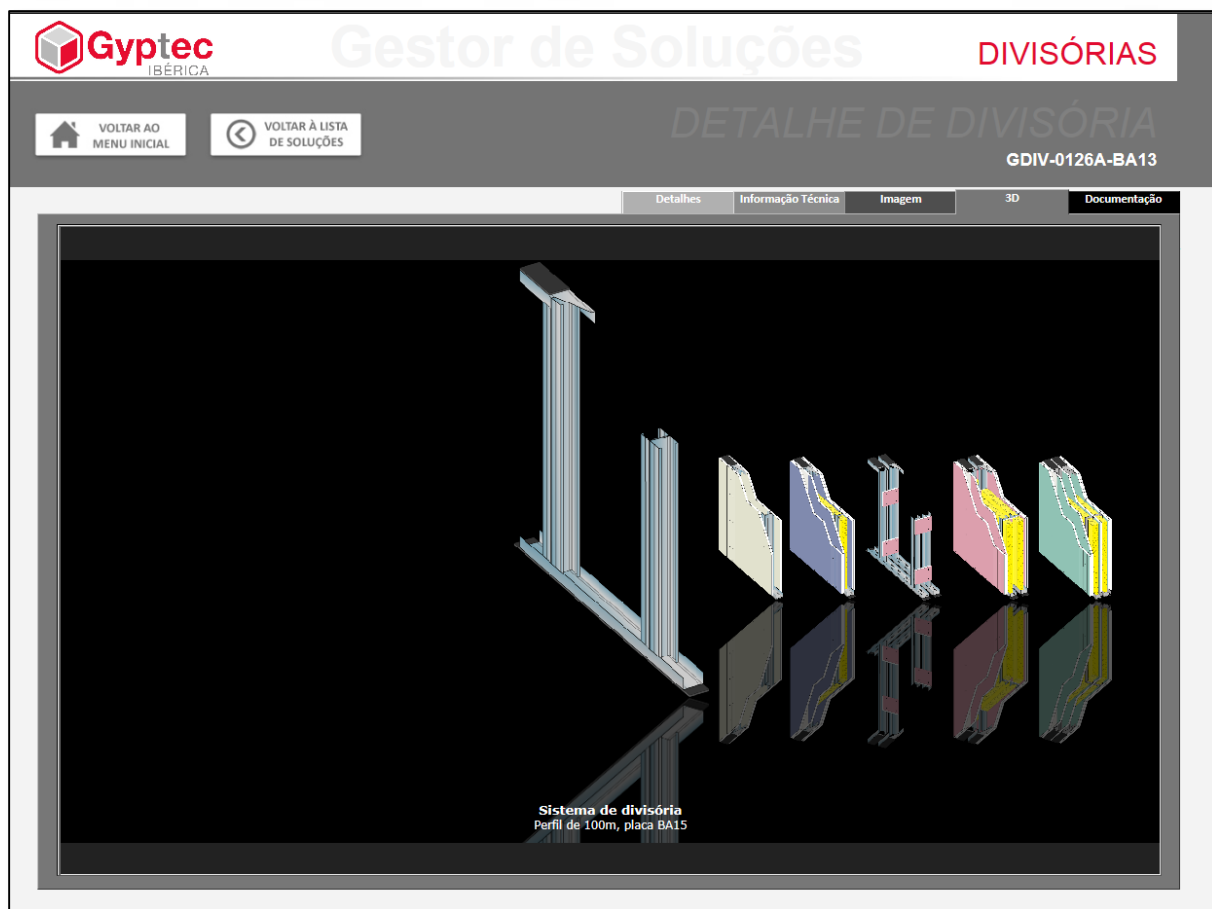 Gyptec
IBÉRICA
Gestor de Soluções
DIVISÓRIAS
VOLTAR AO
MENU INICIAL
VOLTAR À LISTA
DE SOLUÇÕES
DETALHE DE DIVISÓRIA
GDIV-0126A-BA13
Detalhes
Informação Técnica
Imagem
3D
Documentação
Sistema de divisória
Perfil de 100m, placa BA15